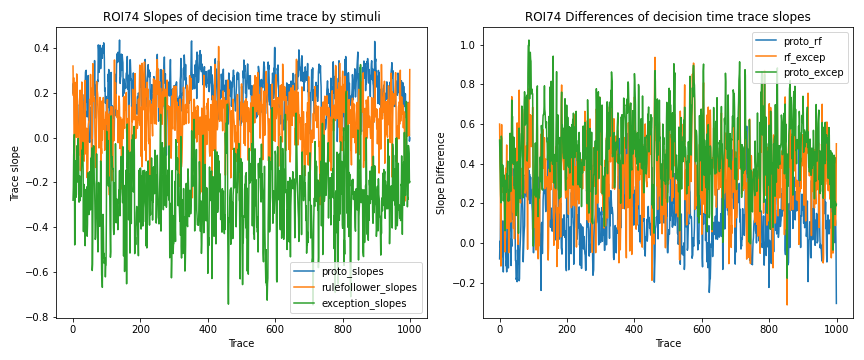 ROI74 Slopes of decision time trace by stimuli
Trace slope
0.4
0.2
0.0
−0.2
−0.4
−0.6
−0.8
proto_slopes
rulefollower_slopes
exception_slopes
0 200 400 600 800 1000
Trace
ROI74 Differences of decision time trace slopes
Slope Difference
1.0
0.8
0.6
0.4
0.2
0.0
−0.2
proto_rf
rf_excep
proto_excep
0 200 400 600 800 1000
Trace